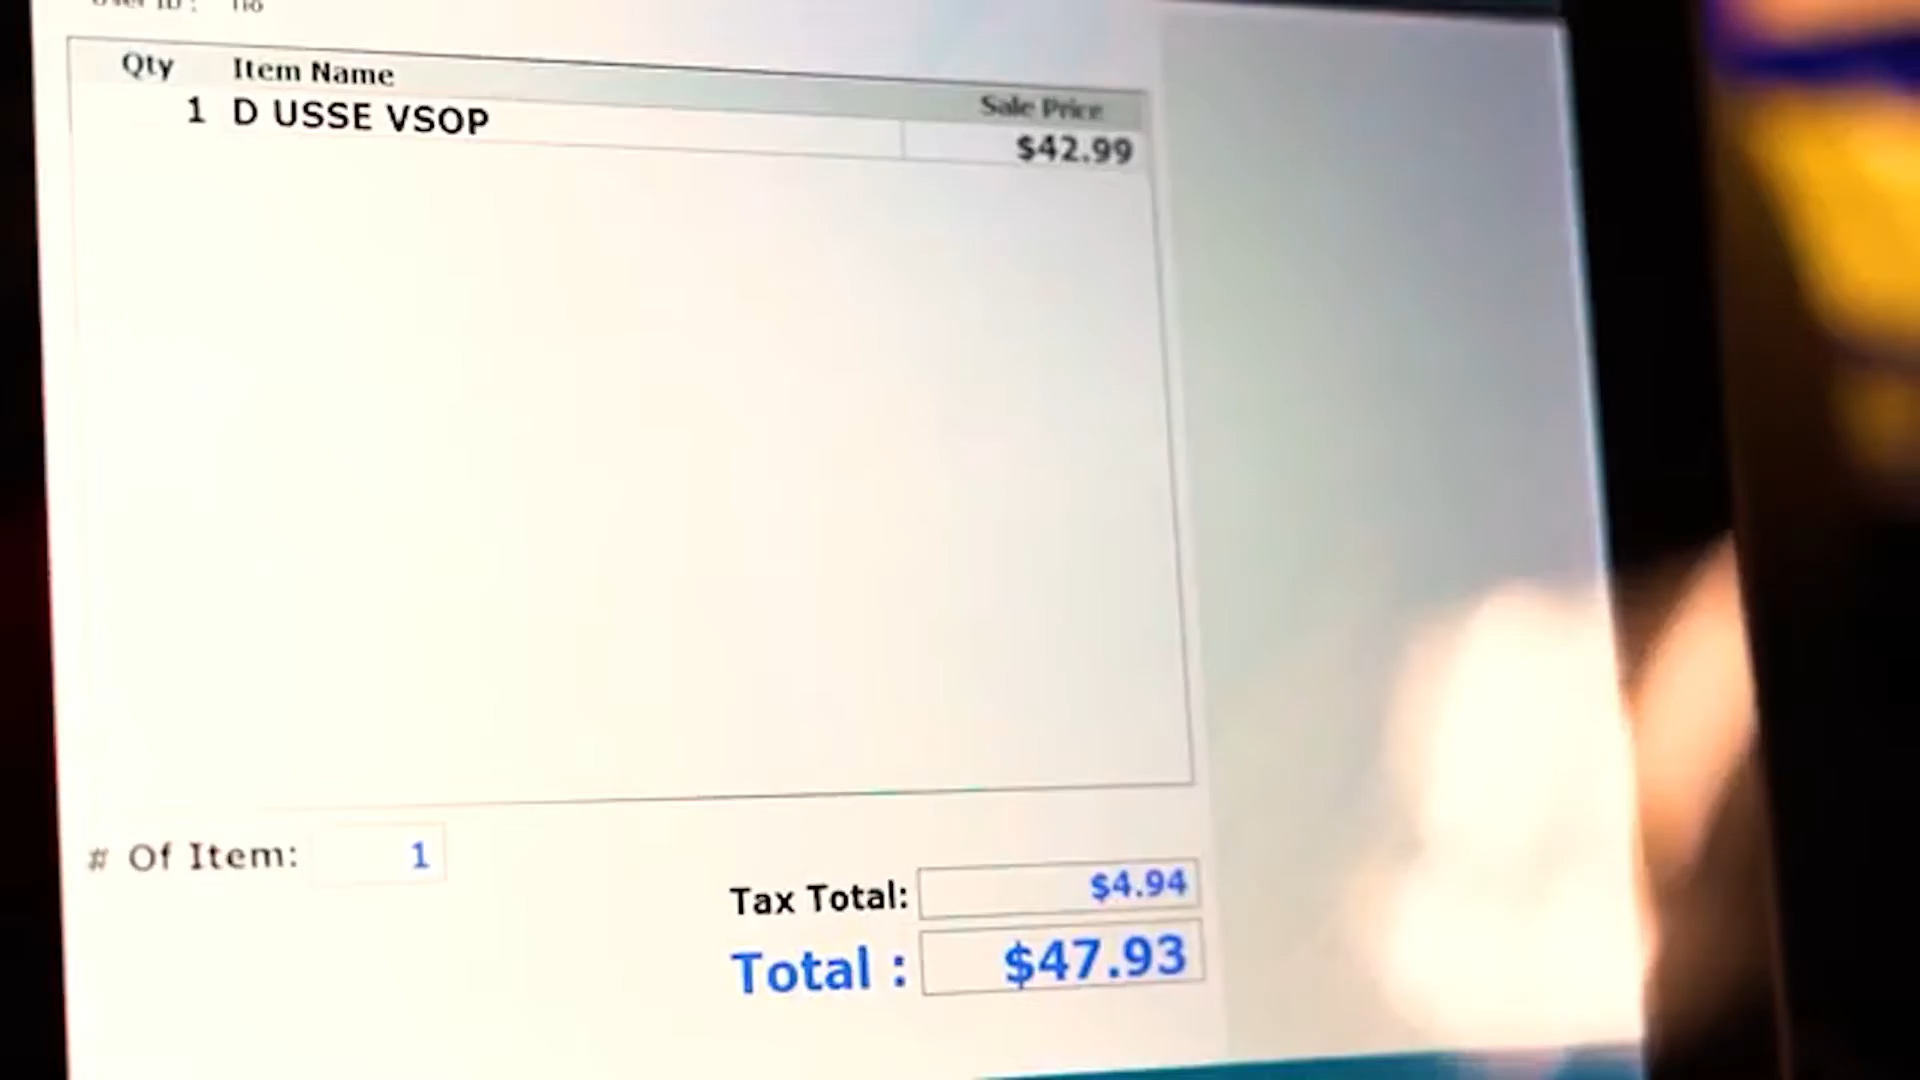 Qty Item Name Sale Price
1 D USSE VSOP $42.99
# Of Item: 1
Tax Total: $4.94
Total : $47.93